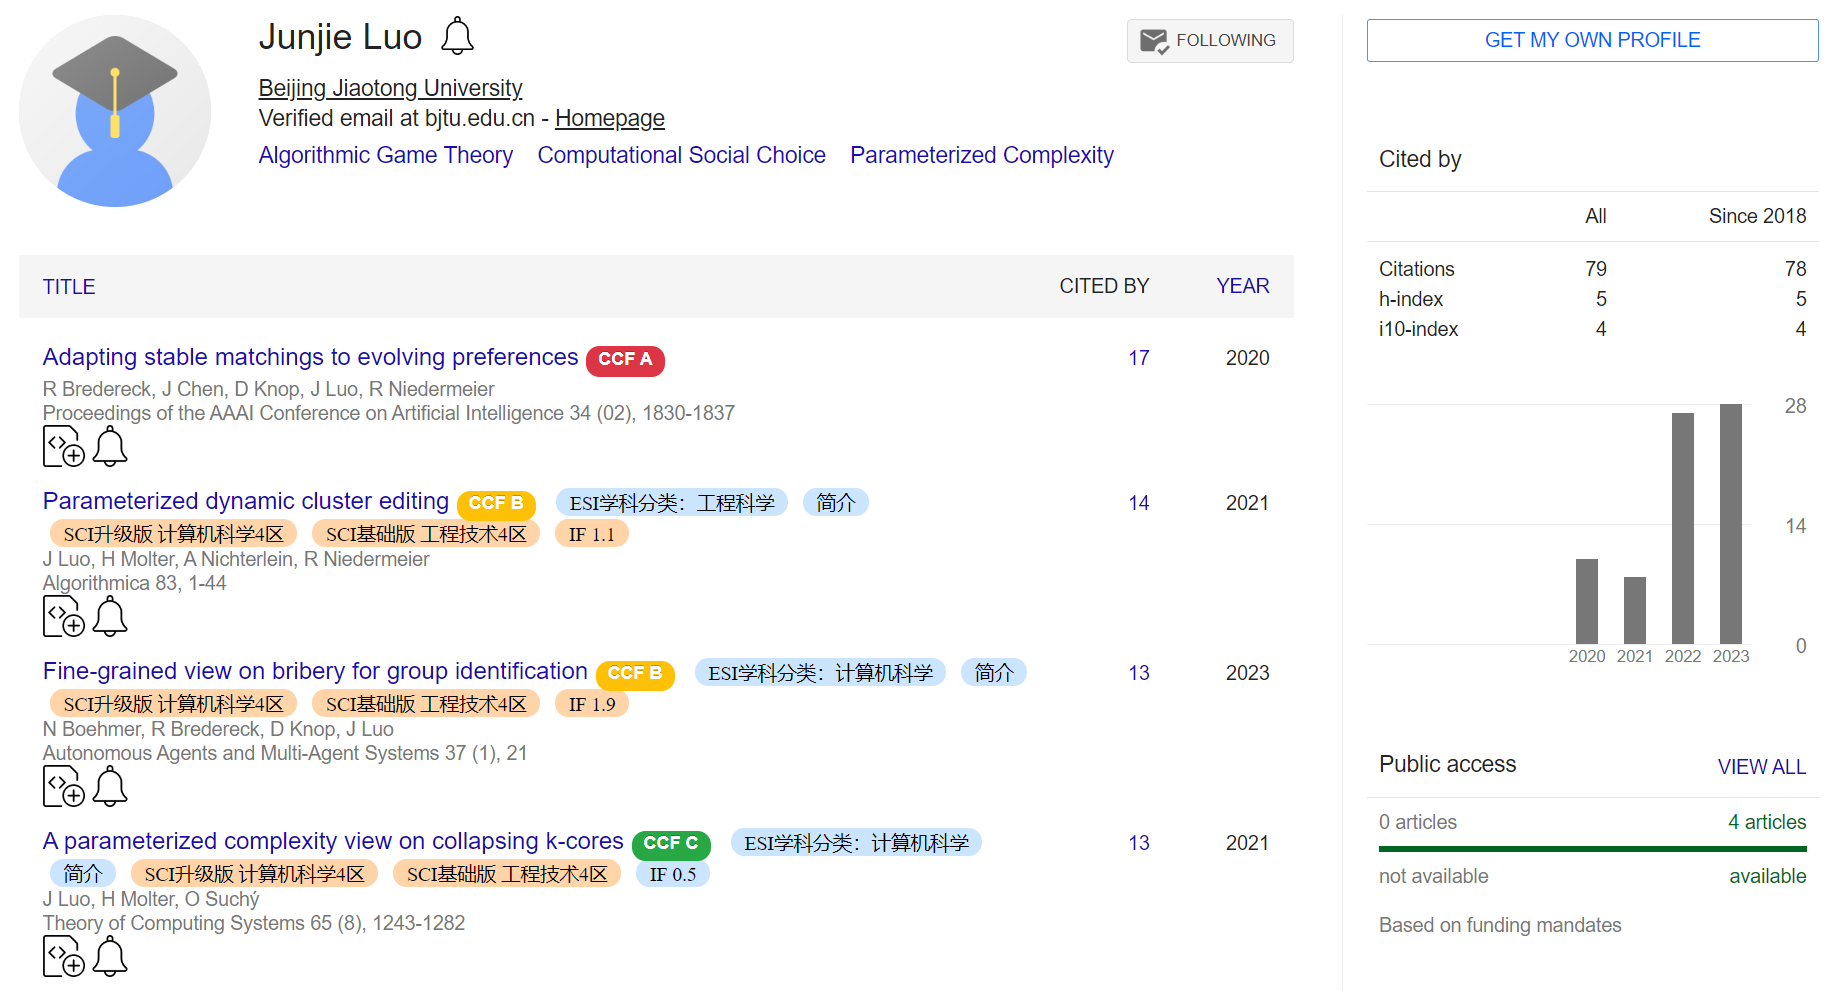 Junjie Luo
FOLLOWING
Beijing Jiaotong University
Verified email at bjtu.edu.cn - Homepage
Algorithmic Game Theory Computational Social Choice Parameterized Complexity
TITLE CITED BY YEAR
Adapting stable matchings to evolving preferences CCF A 17 2020
R Bredereck, J Chen, D Knop, J Luo, R Niedermeier
Proceedings of the AAAI Conference on Artificial Intelligence 34 (02), 1830-1837
Parameterized dynamic cluster editing CCF B ESI学科分类：工程科学 简介 14 2021
SCI升级版 计算机科学4区 SCI基础版 工程技术4区 IF 1.1
J Luo, H Molter, A Nichterlein, R Niedermeier
Algorithmica 83, 1-44
Fine-grained view on bribery for group identification CCF B ESI学科分类：计算机科学 简介 13 2023
SCI升级版 计算机科学4区 SCI基础版 工程技术4区 IF 1.9
N Boehmer, R Bredereck, D Knop, J Luo
Autonomous Agents and Multi-Agent Systems 37 (1), 21
A parameterized complexity view on collapsing k-cores CCF C ESI学科分类：计算机科学 13 2021
简介 SCI升级版 计算机科学4区 SCI基础版 工程技术4区 IF 0.5
J Luo, H Molter, O Suchý
Theory of Computing Systems 65 (8), 1243-1282
GET MY OWN PROFILE
Cited by
All Since 2018
Citations 79 78
h-index 5 5
i10-index 4 4
28
14
0
2020 2021 2022 2023
Public access VIEW ALL
0 articles 4 articles
not available available
Based on funding mandates